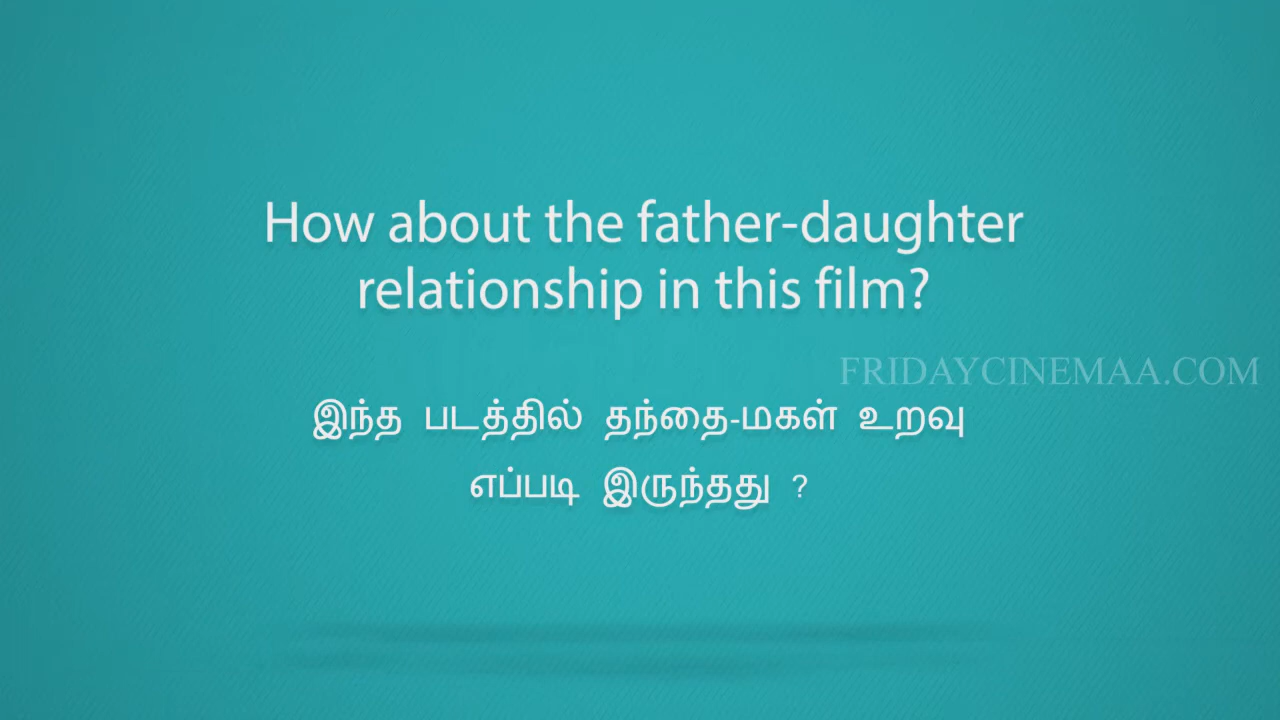 How about the father-daughter
relationship in this film?
FRIDAYCINEMAA.COM
இந்த படத்தில் தந்தை-மகள் உறவு
எப்படி இருந்தது ?